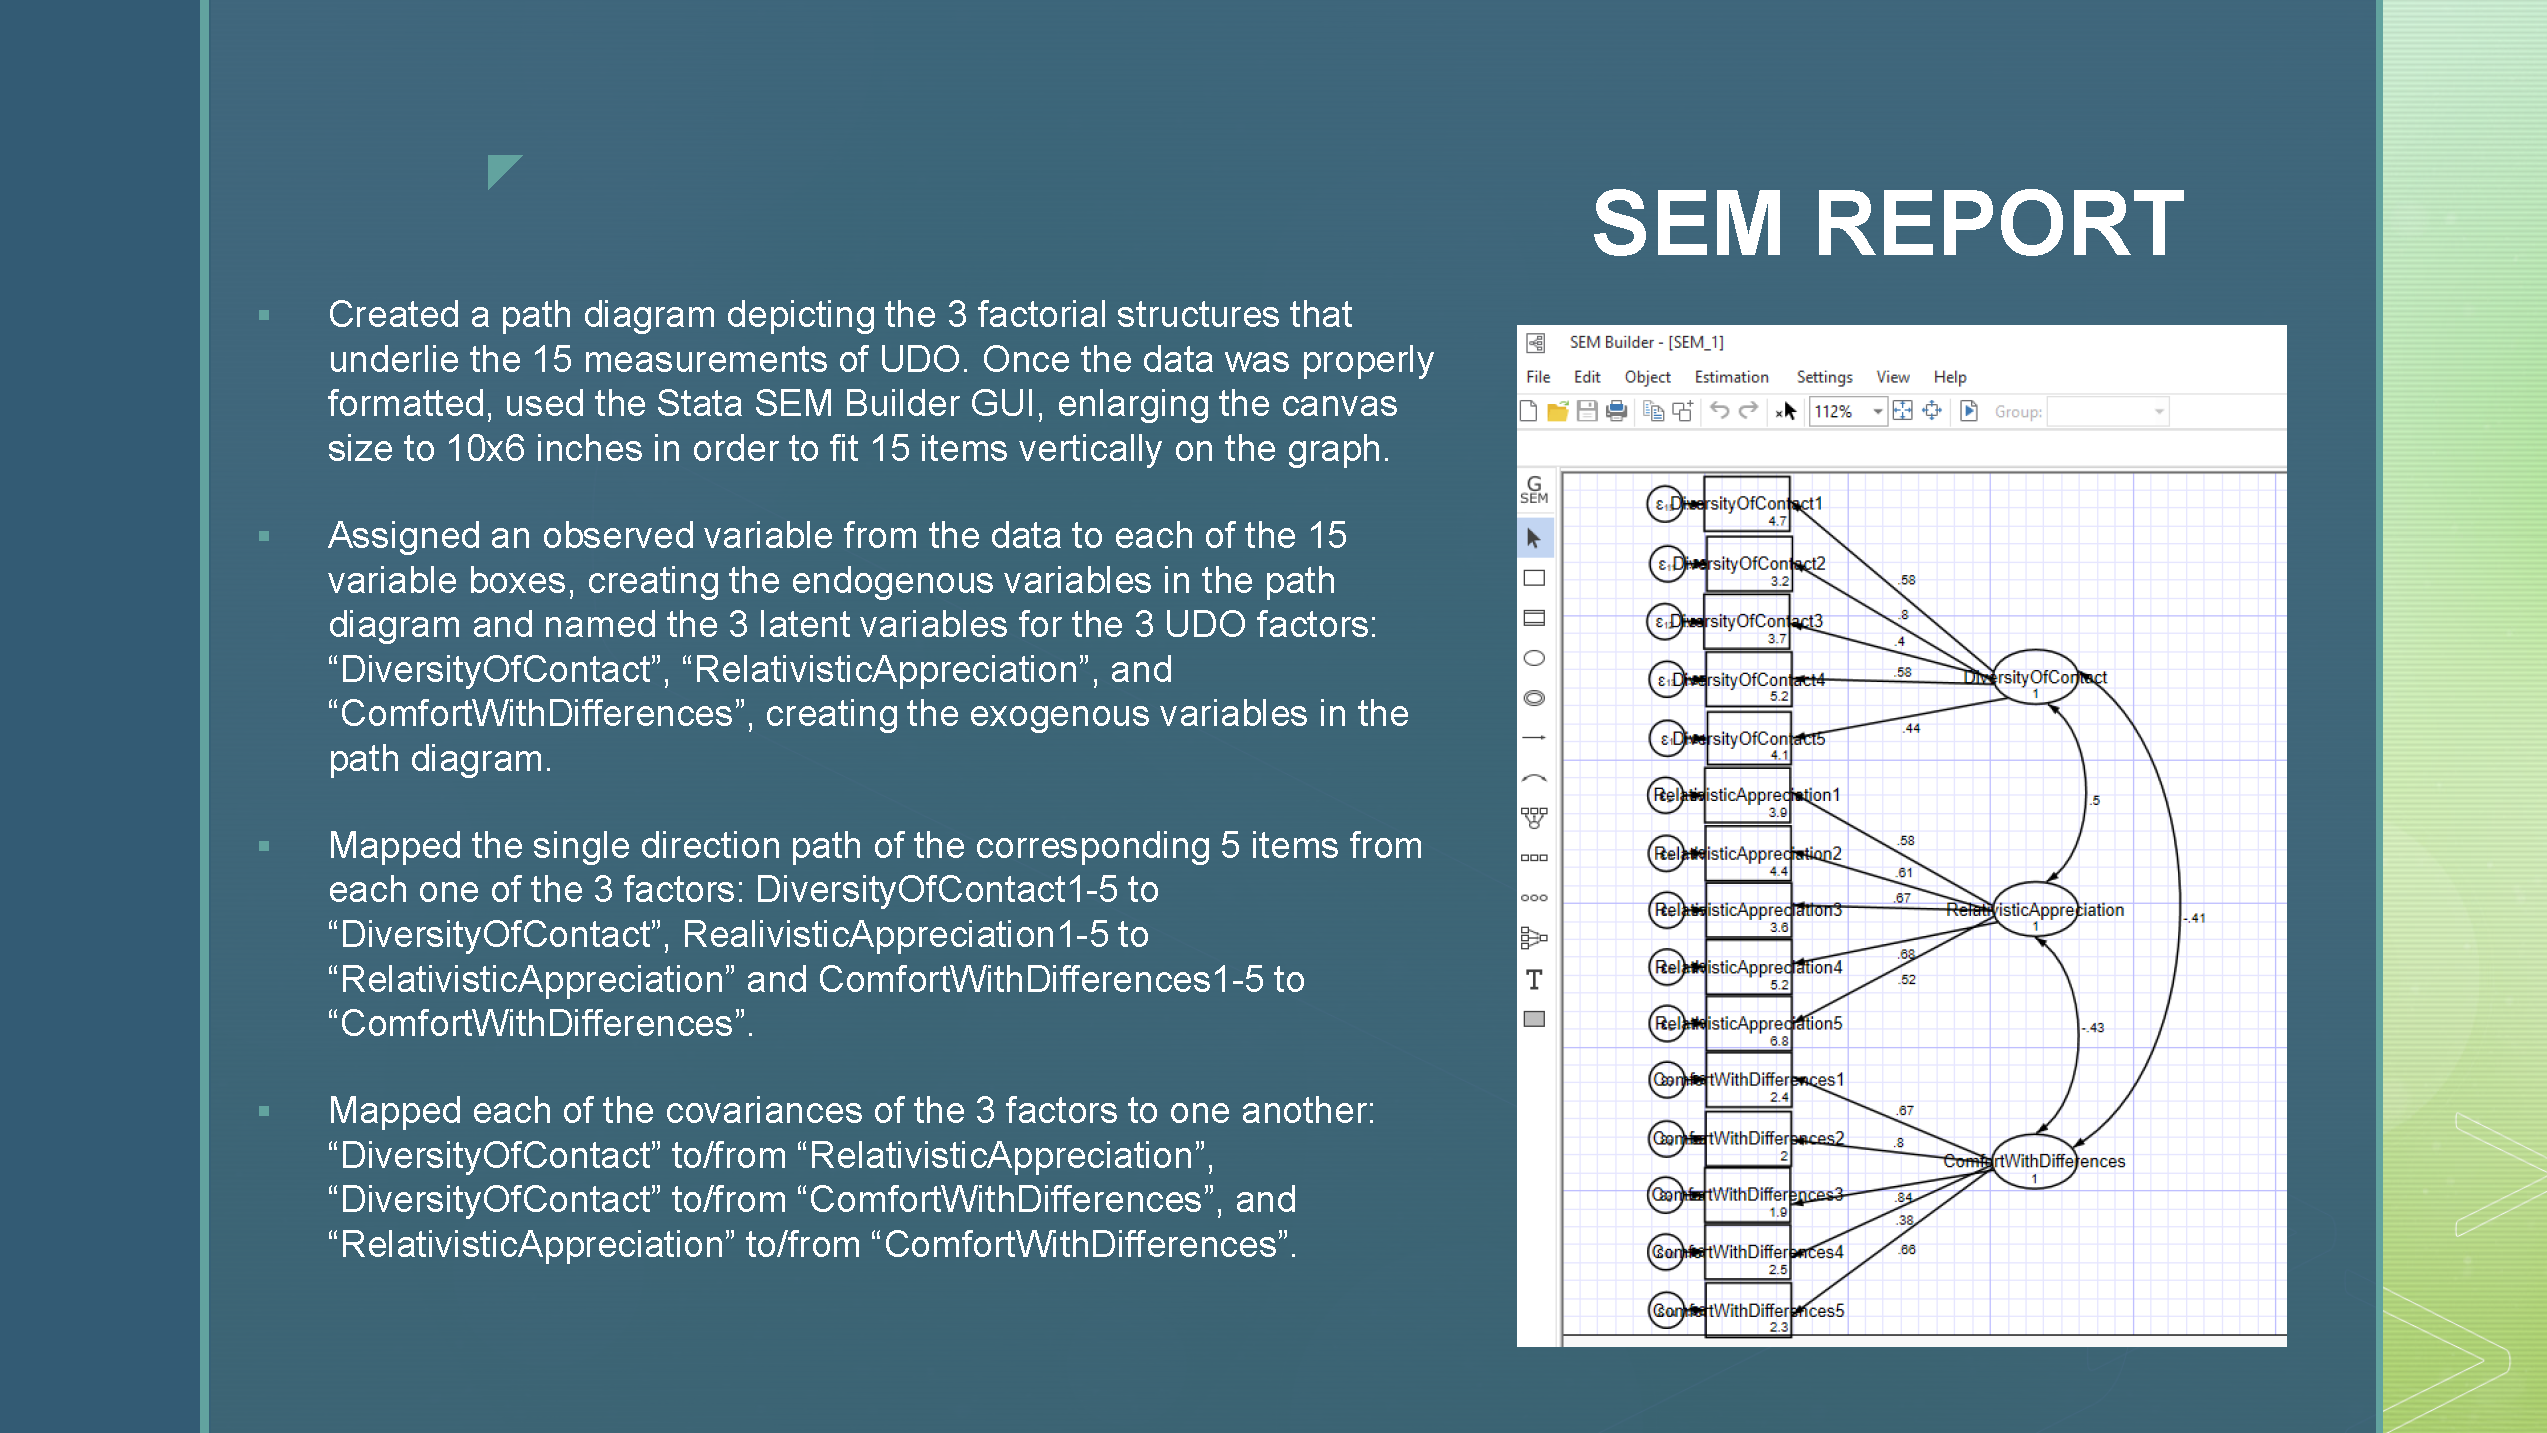 SEM REPORT
Created a path diagram depicting the 3 factorial structures that
underlie the 15 measurements of UDO. Once the data was properly
formatted, used the Stata SEM Builder GUI, enlarging the canvas
size to 10x6 inches in order to fit 15 items vertically on the graph.
Assigned an observed variable from the data to each of the 15
variable boxes, creating the endogenous variables in the path
diagram and named the 3 latent variables for the 3 UDO factors:
“DiversityOfContact”, “RelativisticAppreciation”, and
“ComfortWithDifferences”, creating the exogenous variables in the
path diagram.
Mapped the single direction path of the corresponding 5 items from
each one of the 3 factors: DiversityOfContact1-5 to
“DiversityOfContact”, RealivisticAppreciation1-5 to
“RelativisticAppreciation” and ComfortWithDifferences1-5 to
“ComfortWithDifferences”.
Mapped each of the covariances of the 3 factors to one another:
“DiversityOfContact” to/from “RelativisticAppreciation”,
“DiversityOfContact” to/from “ComfortWithDifferences”, and
“RelativisticAppreciation” to/from “ComfortWithDifferences”.
SEM Builder - [SEM_1]
File Edit Object Estimation Settings View Help
112% Group:
G
SEM
T
DiversityOfContact1
4.7
DiversityOfContact2
3.2
DiversityOfContact3
3.7
DiversityOfContact4
5.2
DiversityOfContact5
4.1
RelativisticAppreciation1
3.9
RelativisticAppreciation2
4.4
RelativisticAppreciation3
3.6
RelativisticAppreciation4
5.2
RelativisticAppreciation5
6.8
ComfortWithDifferences1
2.4
ComfortWithDifferences2
2
ComfortWithDifferences3
1.9
ComfortWithDifferences4
2.5
ComfortWithDifferences5
2.3
.58
.8
.4
.58
.44
.58
.61
.67
.68
.52
.67
.8
.84
.38
.66
DiversityOfContact
1
RelativisticAppreciation
1
ComfortWithDifferences
1
.5
-.41
-.43